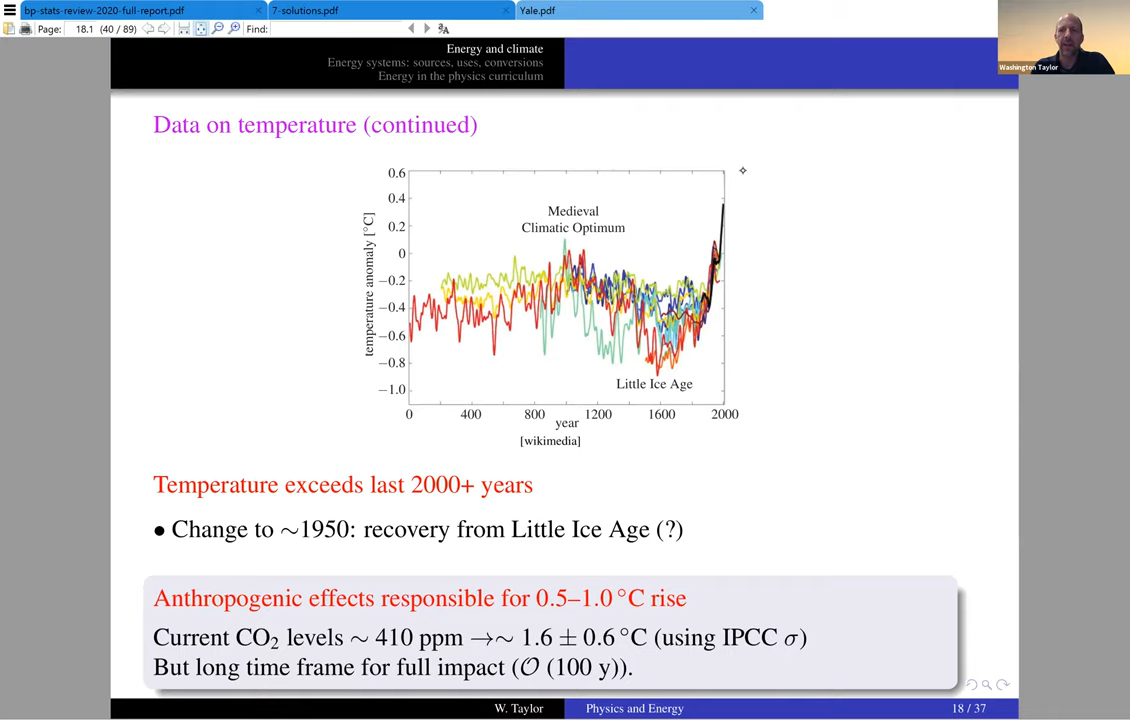 bp-stats-review-2020-full-report.pdf
7-solutions.pdf
Yale.pdf
Page: 18.1 (40 / 89)
Find:
Washington Taylor
Energy and climate
Energy systems: sources, uses, conversions
Energy in the physics curriculum
Data on temperature (continued)
0.6
0.4
0.2
0
−0.2
−0.4
−0.6
−0.8
−1.0
temperature anomaly [°C]
Medieval
Climatic Optimum
Little Ice Age
0 400 800 1200 1600 2000
year
[wikimedia]
Temperature exceeds last 2000+ years
• Change to ∼1950: recovery from Little Ice Age (?)
Anthropogenic effects responsible for 0.5–1.0 °C rise
Current CO₂ levels ∼ 410 ppm →∼ 1.6 ± 0.6 °C (using IPCC σ)
But long time frame for full impact (𝒪 (100 y)).
W. Taylor
Physics and Energy
18 / 37